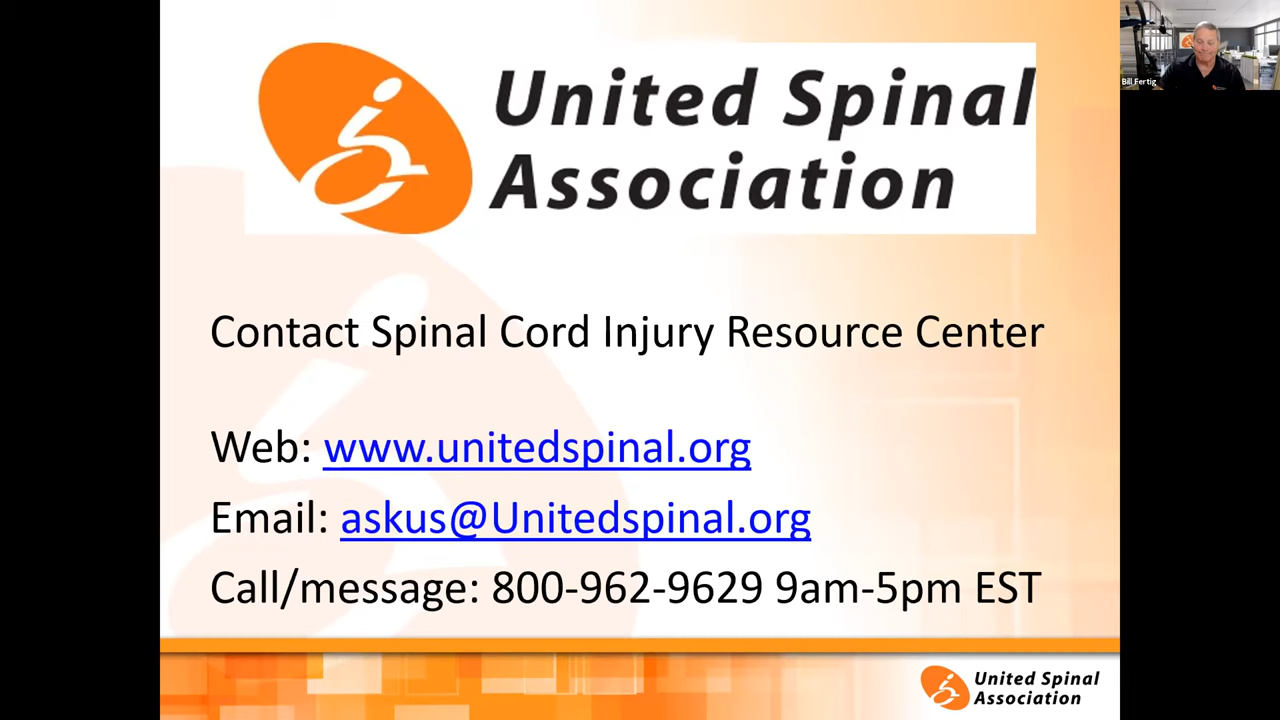 United Spinal
Association
Bill Fertig
Contact Spinal Cord Injury Resource Center
Web: www.unitedspinal.org
Email: askus@Unitedspinal.org
Call/message: 800-962-9629 9am-5pm EST
United Spinal
Association